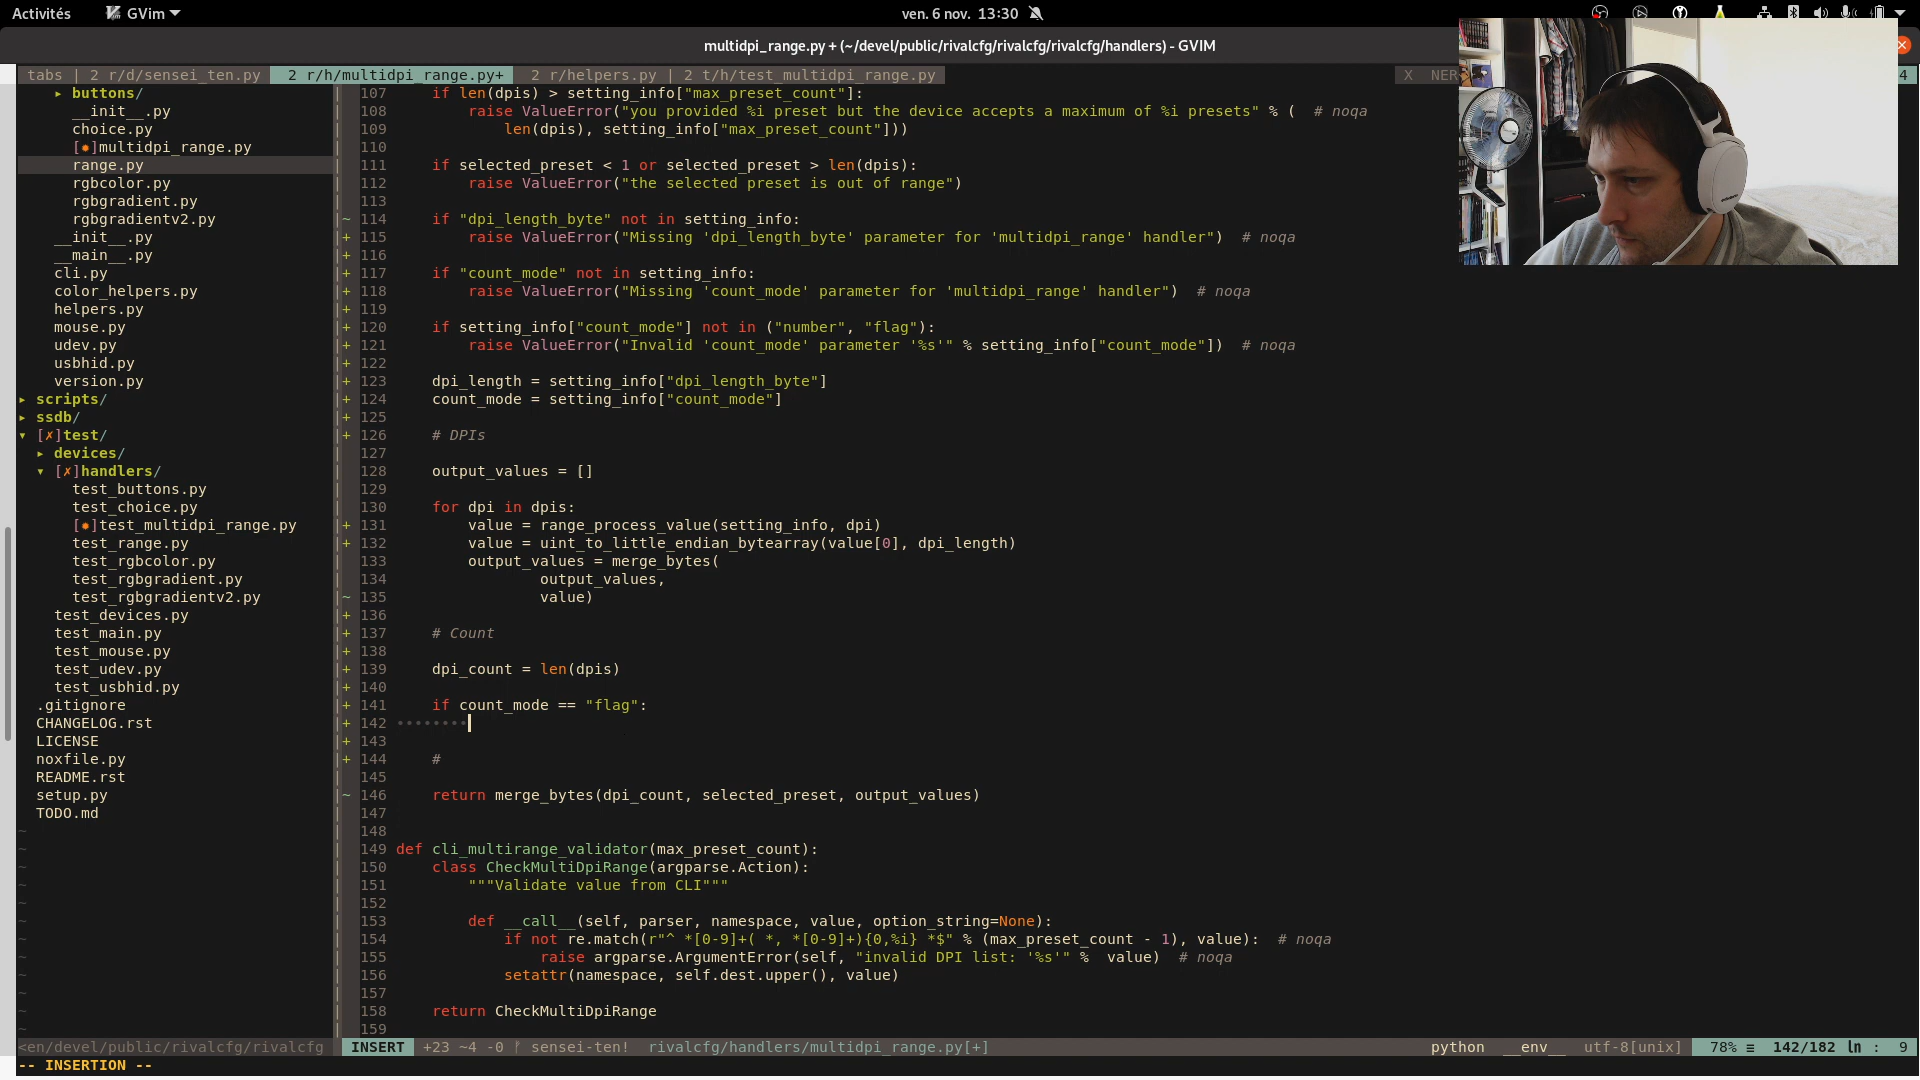 Activités GVim ven. 6 nov. 13:30
multidpi_range.py + (~/devel/public/rivalcfg/rivalcfg/rivalcfg/handlers) - GVIM
tabs | 2 r/d/sensei_ten.py 2 r/h/multidpi_range.py+ 2 r/helpers.py | 2 t/h/test_multidpi_range.py X NER 4
▸ buttons/
__init__.py
choice.py
[✹]multidpi_range.py
range.py
rgbcolor.py
rgbgradient.py
rgbgradientv2.py
__init__.py
__main__.py
cli.py
color_helpers.py
helpers.py
mouse.py
udev.py
usbhid.py
version.py
▸ scripts/
▸ ssdb/
▾ [✗]test/
▸ devices/
▾ [✗]handlers/
test_buttons.py
test_choice.py
[✹]test_multidpi_range.py
test_range.py
test_rgbcolor.py
test_rgbgradient.py
test_rgbgradientv2.py
test_devices.py
test_main.py
test_mouse.py
test_udev.py
test_usbhid.py
.gitignore
CHANGELOG.rst
LICENSE
noxfile.py
README.rst
setup.py
TODO.md
107     if len(dpis) > setting_info["max_preset_count"]:
108         raise ValueError("you provided %i preset but the device accepts a maximum of %i presets" % (  # noqa
109             len(dpis), setting_info["max_preset_count"]))
110
111     if selected_preset < 1 or selected_preset > len(dpis):
112         raise ValueError("the selected preset is out of range")
113
~ 114     if "dpi_length_byte" not in setting_info:
+ 115         raise ValueError("Missing 'dpi_length_byte' parameter for 'multidpi_range' handler")  # noqa
+ 116
+ 117     if "count_mode" not in setting_info:
+ 118         raise ValueError("Missing 'count_mode' parameter for 'multidpi_range' handler")  # noqa
+ 119
+ 120     if setting_info["count_mode"] not in ("number", "flag"):
+ 121         raise ValueError("Invalid 'count_mode' parameter '%s'" % setting_info["count_mode"])  # noqa
+ 122
+ 123     dpi_length = setting_info["dpi_length_byte"]
+ 124     count_mode = setting_info["count_mode"]
+ 125
+ 126     # DPIs
127
128     output_values = []
129
130     for dpi in dpis:
+ 131         value = range_process_value(setting_info, dpi)
+ 132         value = uint_to_little_endian_bytearray(value[0], dpi_length)
133         output_values = merge_bytes(
134                 output_values,
~ 135                 value)
+ 136
+ 137     # Count
+ 138
+ 139     dpi_count = len(dpis)
+ 140
+ 141     if count_mode == "flag":
+ 142 ••••••••
+ 143
+ 144     #
145
~ 146     return merge_bytes(dpi_count, selected_preset, output_values)
147
148
149 def cli_multirange_validator(max_preset_count):
150     class CheckMultiDpiRange(argparse.Action):
151         """Validate value from CLI"""
152
153         def __call__(self, parser, namespace, value, option_string=None):
154             if not re.match(r"^ *[0-9]+( *, *[0-9]+){0,%i} *$" % (max_preset_count - 1), value):  # noqa
155                 raise argparse.ArgumentError(self, "invalid DPI list: '%s'" %  value)  # noqa
156             setattr(namespace, self.dest.upper(), value)
157
158     return CheckMultiDpiRange
159
<en/devel/public/rivalcfg/rivalcfg INSERT +23 ~4 -0 ᚠ sensei-ten! rivalcfg/handlers/multidpi_range.py[+] python __env__ utf-8[unix] 78% ≡ 142/182 ㏑ : 9
-- INSERTION --